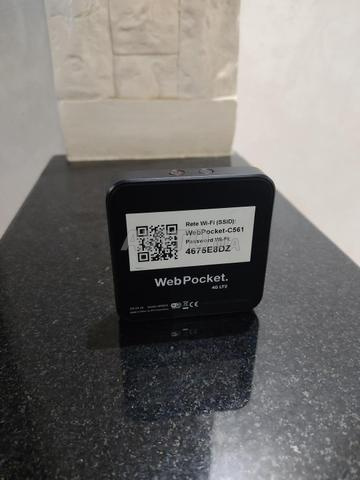 Rete Wi-Fi (SSID):
WebPocket-C561
Password Wi-Fi:
4675E8DZ
WebPocket.
4G LTE